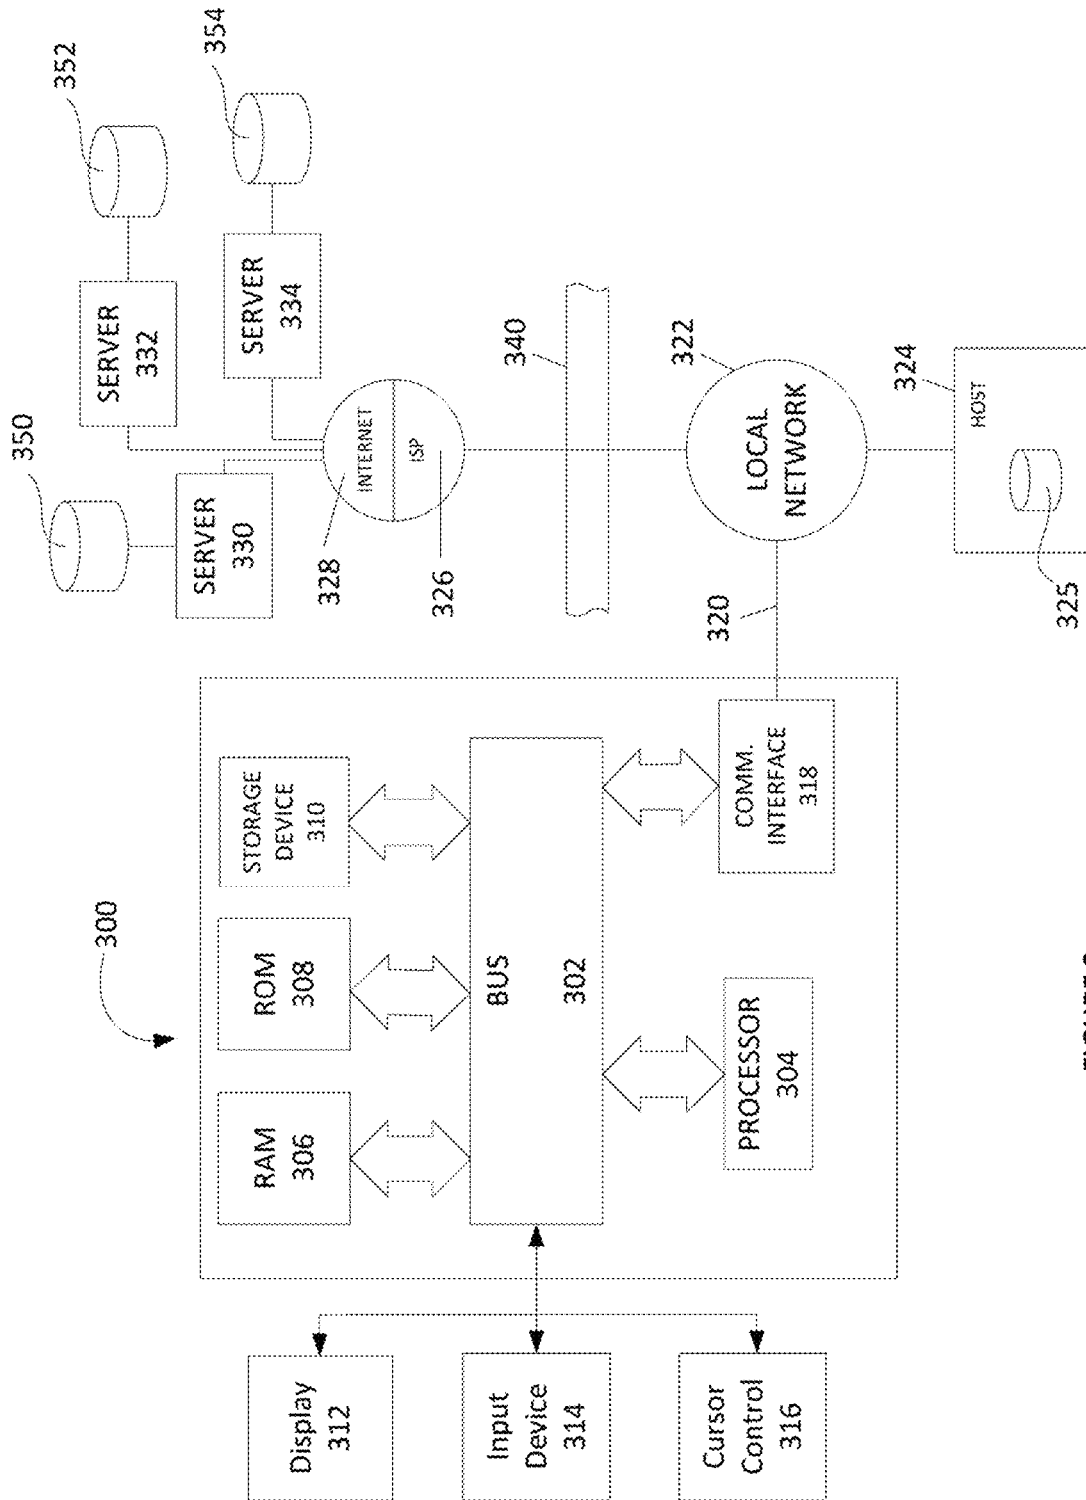 300
Display
312
Input
Device
314
Cursor
Control
316
RAM
306
ROM
308
STORAGE
DEVICE
310
BUS
302
PROCESSOR
304
COMM.
INTERFACE
318
320
350
SERVER
330
352
SERVER
332
354
SERVER
334
INTERNET
328
ISP
326
340
LOCAL
NETWORK
322
HOST
324
325